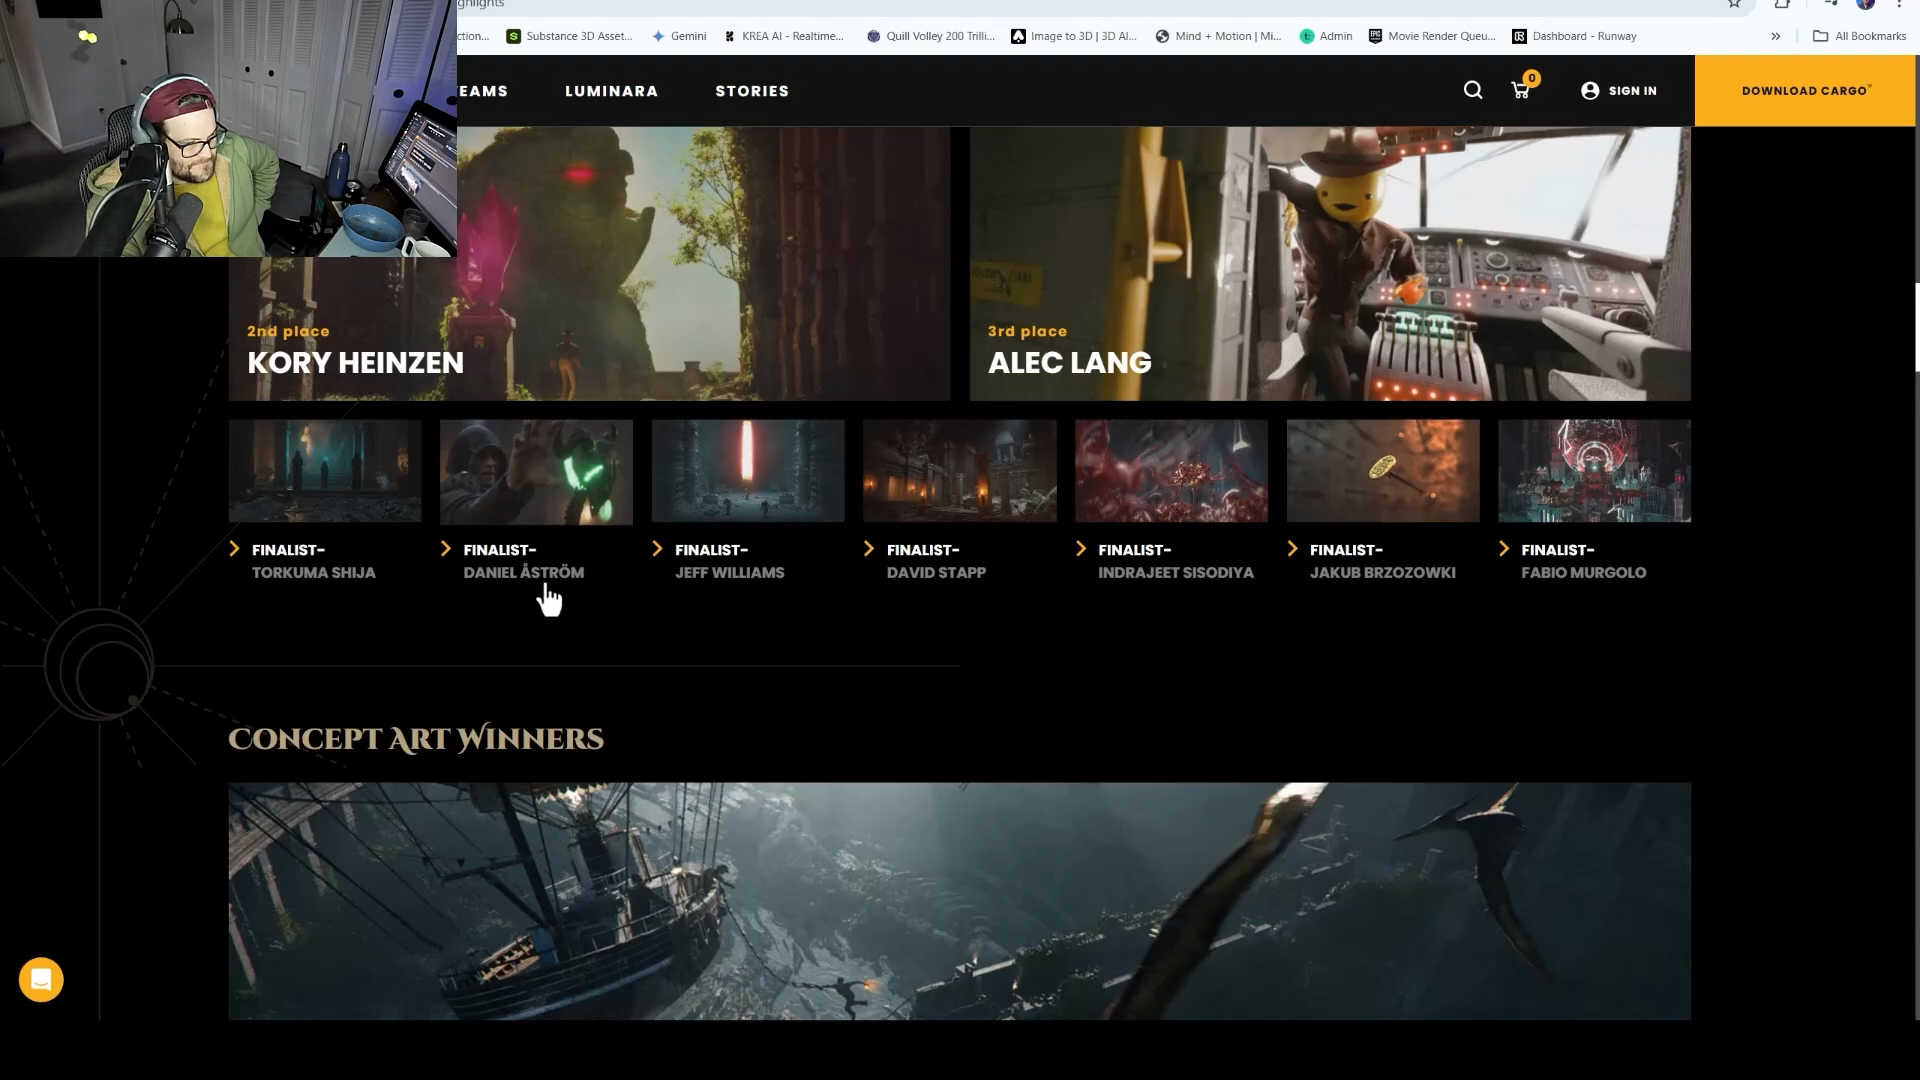 ghlights
ction...
Substance 3D Asset...
Gemini
KREA AI - Realtime...
Quill Volley 200 Trilli...
Image to 3D | 3D AI...
Mind + Motion | Mi...
Admin
Movie Render Queu...
Dashboard - Runway
All Bookmarks
EAMS
LUMINARA
STORIES
0
SIGN IN
DOWNLOAD CARGO
2nd place
KORY HEINZEN
3rd place
ALEC LANG
FINALIST-
TORKUMA SHIJA
FINALIST-
DANIEL ÅSTRÖM
FINALIST-
JEFF WILLIAMS
FINALIST-
DAVID STAPP
FINALIST-
INDRAJEET SISODIYA
FINALIST-
JAKUB BRZOZOWKI
FINALIST-
FABIO MURGOLO
CONCEPT ART WINNERS